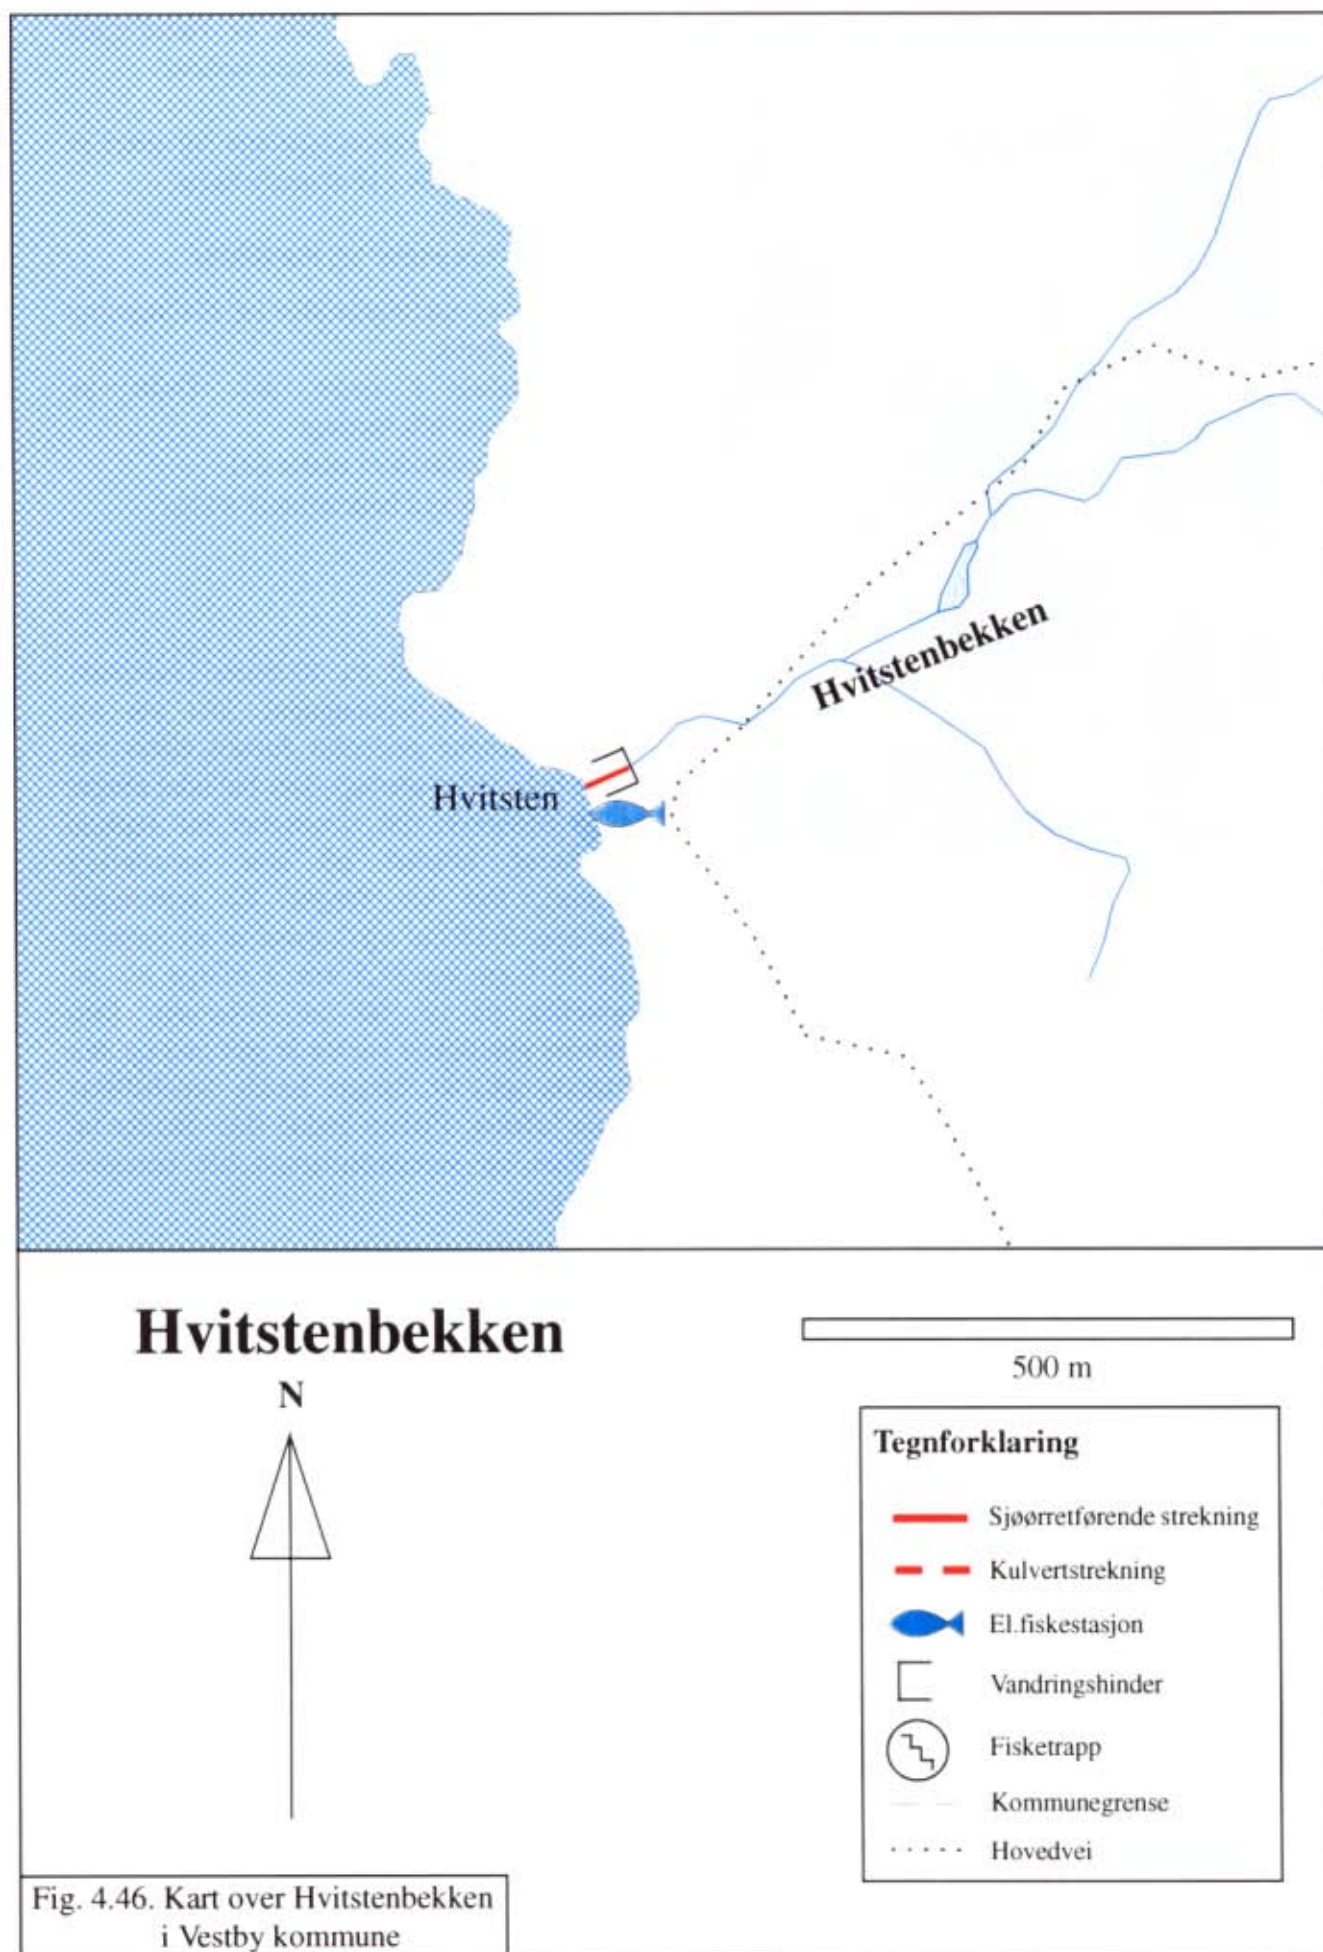 Hvitstenbekken
Hvitsten
Hvitstenbekken
N
500 m
Tegnforklaring
Sjøørretførende strekning
Kulvertstrekning
El.fiskestasjon
Vandringshinder
Fisketrapp
Kommunegrense
Hovedvei
Fig. 4.46. Kart over Hvitstenbekken
i Vestby kommune